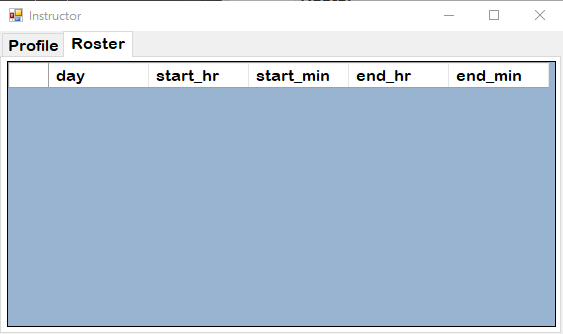 Instructor
Profile Roster
day start_hr start_min end_hr end_min